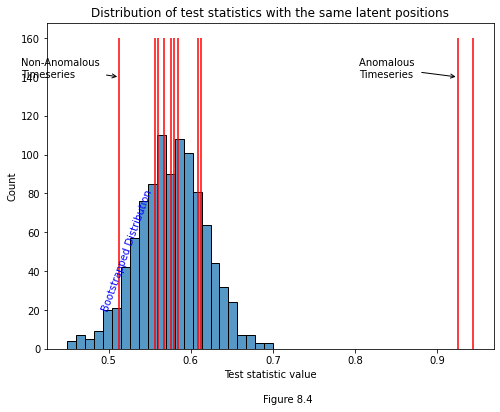 Distribution of test statistics with the same latent positions
160
140
120
100
80
60
40
20
0
Count
Non-Anomalous
Timeseries
Anomalous
Timeseries
Bootstrapped Distribution
0.5
0.6
0.7
0.8
0.9
Test statistic value
Figure 8.4